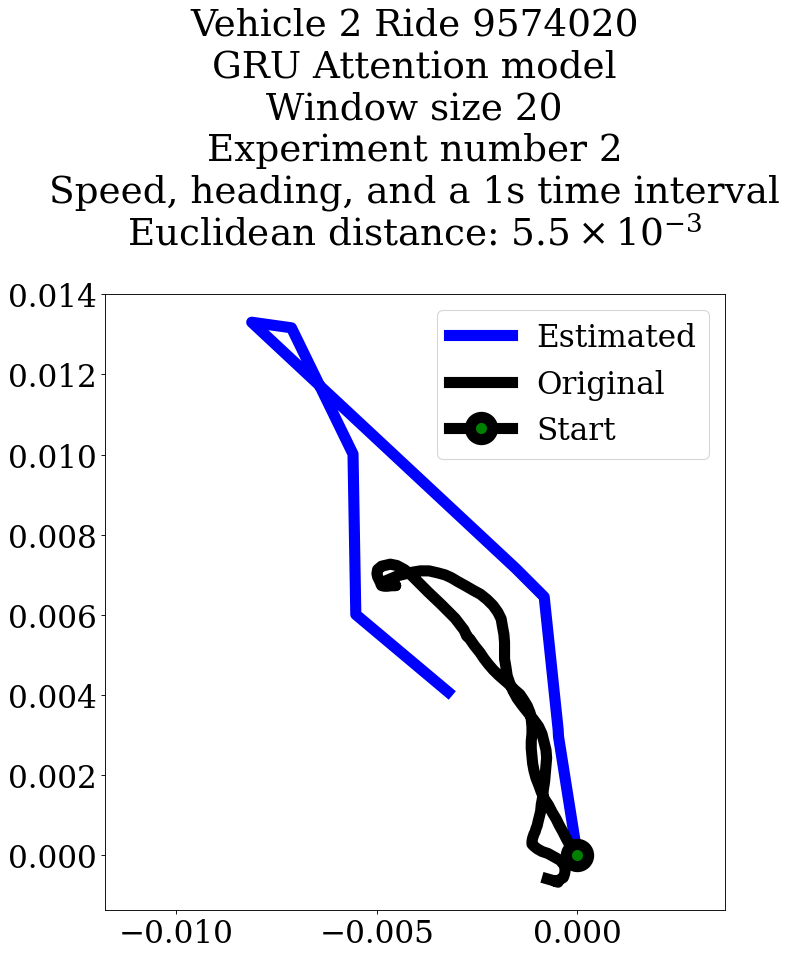 Vehicle 2 Ride 9574020
GRU Attention model
Window size 20
Experiment number 2
Speed, heading, and a 1s time interval
Euclidean distance: 5.5 × 10⁻³
0.014
Estimated
0.012
Original
Start
0.010
0.008
0.006
0.004
0.002
0.000
−0.010 −0.005 0.000